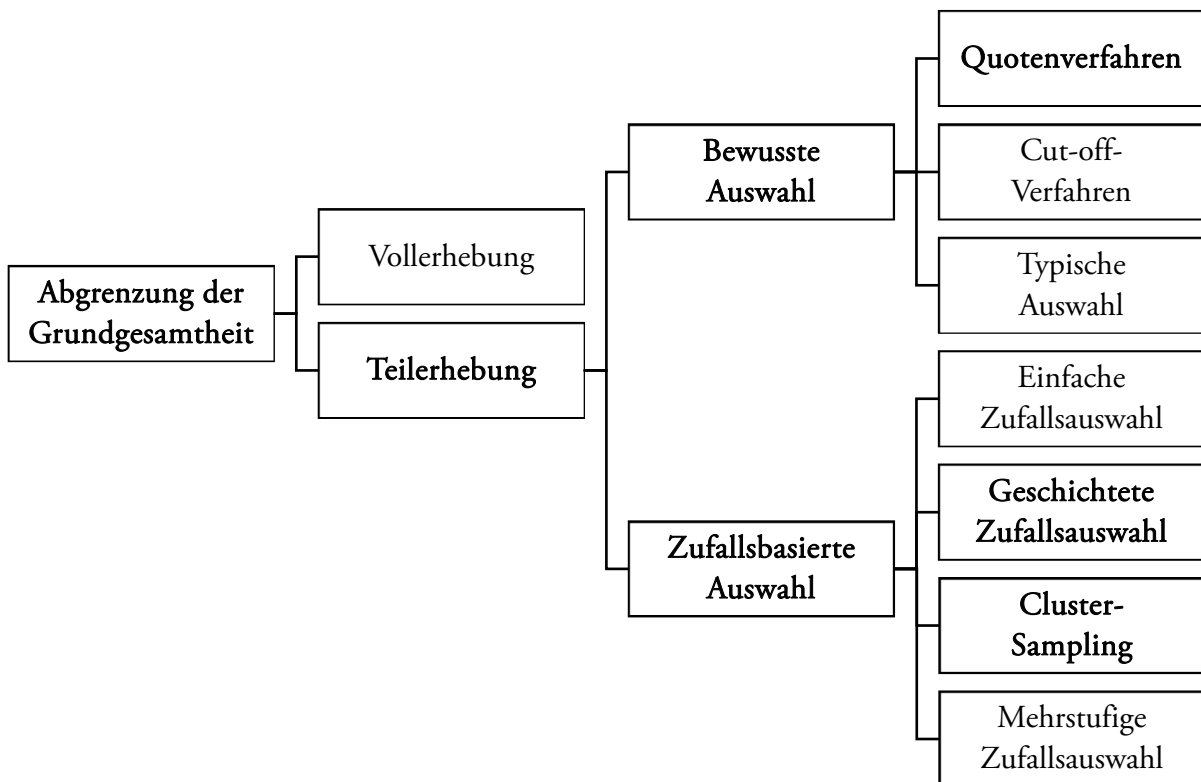 Abgrenzung der
Grundgesamtheit
Vollerhebung
Teilerhebung
Bewusste
Auswahl
Zufallsbasierte
Auswahl
Quotenverfahren
Cut-off-
Verfahren
Typische
Auswahl
Einfache
Zufallsauswahl
Geschichtete
Zufallsauswahl
Cluster-
Sampling
Mehrstufige
Zufallsauswahl